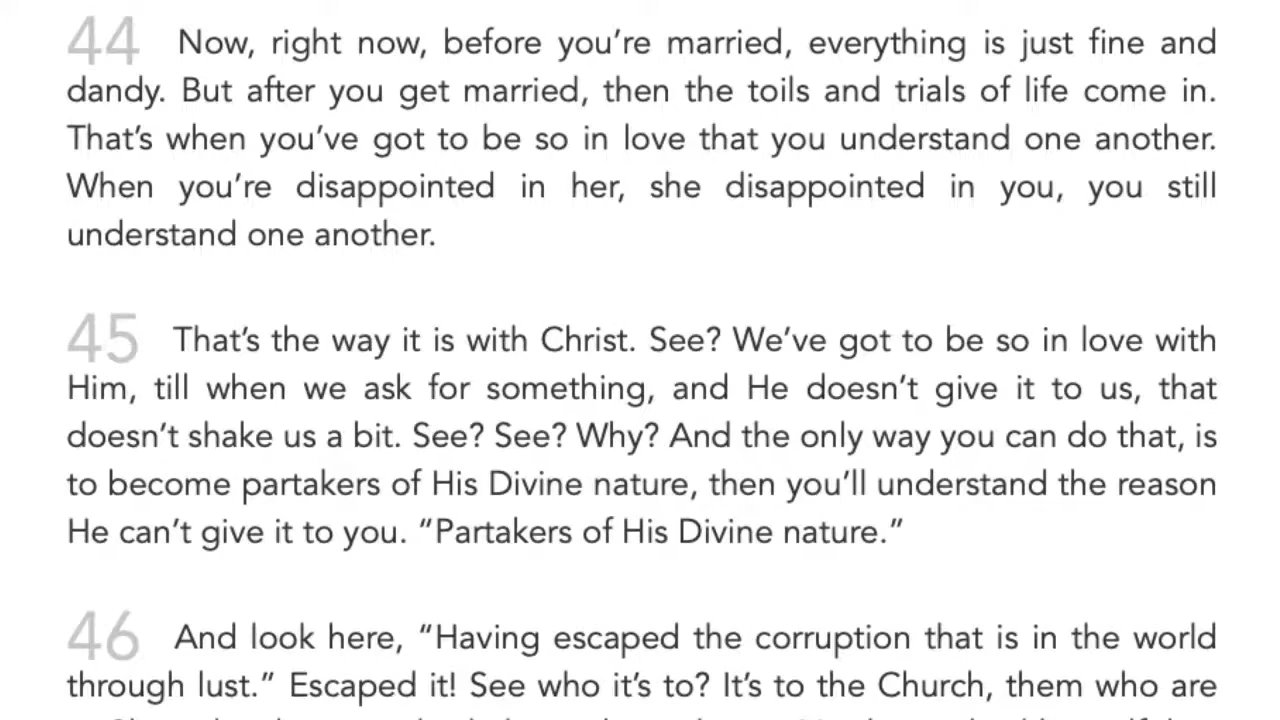 44 Now, right now, before you’re married, everything is just fine and
dandy. But after you get married, then the toils and trials of life come in.
That’s when you’ve got to be so in love that you understand one another.
When you’re disappointed in her, she disappointed in you, you still
understand one another.
45 That’s the way it is with Christ. See? We’ve got to be so in love with
Him, till when we ask for something, and He doesn’t give it to us, that
doesn’t shake us a bit. See? See? Why? And the only way you can do that, is
to become partakers of His Divine nature, then you’ll understand the reason
He can’t give it to you. “Partakers of His Divine nature.”
46 And look here, “Having escaped the corruption that is in the world
through lust.” Escaped it! See who it’s to? It’s to the Church, them who are